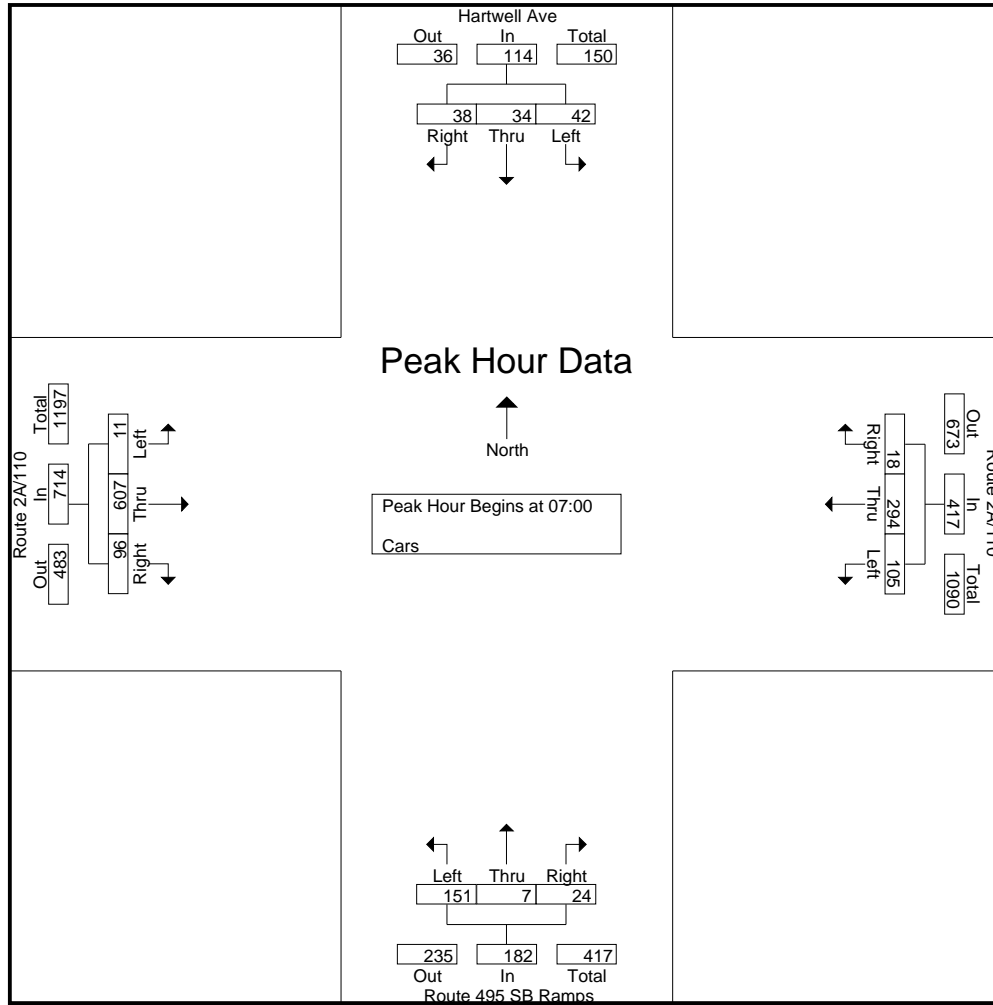 Hartwell Ave
Out In Total
36 114 150
38 34 42
Right Thru Left
Peak Hour Data
North
Peak Hour Begins at 07:00
Cars
Route 2A/110
Total In Out
1197 714 483
11 607 96
Left Thru Right
Right Thru Left
18 294 105
673 417 1090
Out In Total
Route 2A/110
Left Thru Right
151 7 24
235 182 417
Out In Total
Route 495 SB Ramps